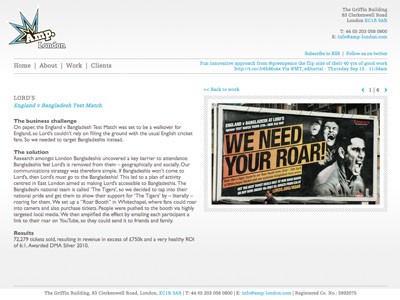 Amp.
London
The Griffin Building
83 Clerkenwell Road
London EC1R 5AR
T: 44 (0) 203 058 0800
E: info@amp-london.com
Subscribe to RSS | Follow us on twitter
Home | About | Work | Clients
Fun innovative approach from #greenpeace the flip side of their 40 yrs of good work
Via #MT_editorial - Thursday Sep 15 - 11:34am
<< Back to work
1 | 4
LORD'S
England v Bangladesh Test Match
The business challenge
On paper, the England v Bangladesh Test Match was set to be a walkover for
England, so Lord's couldn't rely on filling the ground with the usual English cricket
fans. So we needed to target Bangladeshis instead.
The solution
Research amongst London Bangladeshis uncovered a key barrier to attendance:
Bangladeshis feel Lord's is removed from them – geographically and socially. Our
communications strategy was therefore simple. If Bangladeshis won't come to
Lord's, then Lord's must go to the Bangladeshis! This led to a plan of activity
centred in East London aimed at making Lord's accessible to Bangladeshis. The
Bangladeshi national team is called 'The Tigers', so we decided to tap into their
national pride and get them to show their support for 'The Tigers' by – literally –
roaring for them. We set up a "Roar Booth" in Whitechapel, where fans could roar
into camera and also purchase tickets. People were pushed to the booth via highly
targeted local media. We then amplified the effect by emailing each participant a
link to their roar on YouTube, so they could send it to friends and family.
Results
72,279 tickets sold, resulting in revenue in excess of £750k and a very healthy ROI
of 6:1. Awarded DMA Silver 2010.
ENGLAND v BANGLADESH AT LORD'S
WE NEED
YOUR ROAR!
The Griffin Building, 83 Clerkenwell Road, London, EC1R 5AR | T: 44 (0) 203 058 0800 | E: info@amp-london.com | Registered Co. No.: 5992075